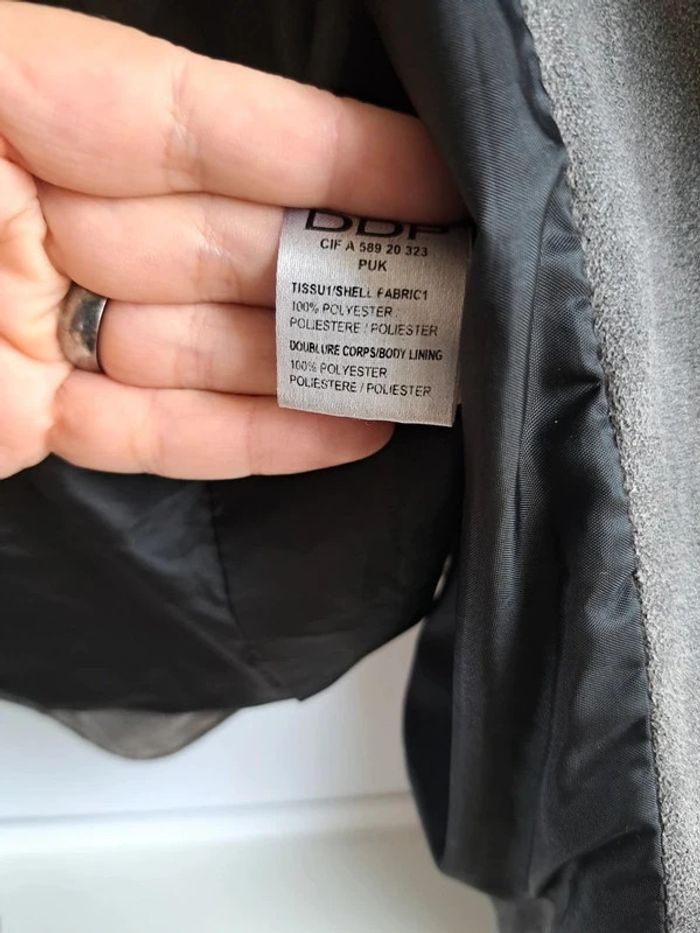 DDP
CIF A 589 20 323
PUK
TISSU1/SHELL FABRIC1
100% POLYESTER
POLIESTERE / POLIESTER
DOUBLURE CORPS/BODY LINING
100% POLYESTER
POLIESTERE / POLIESTER